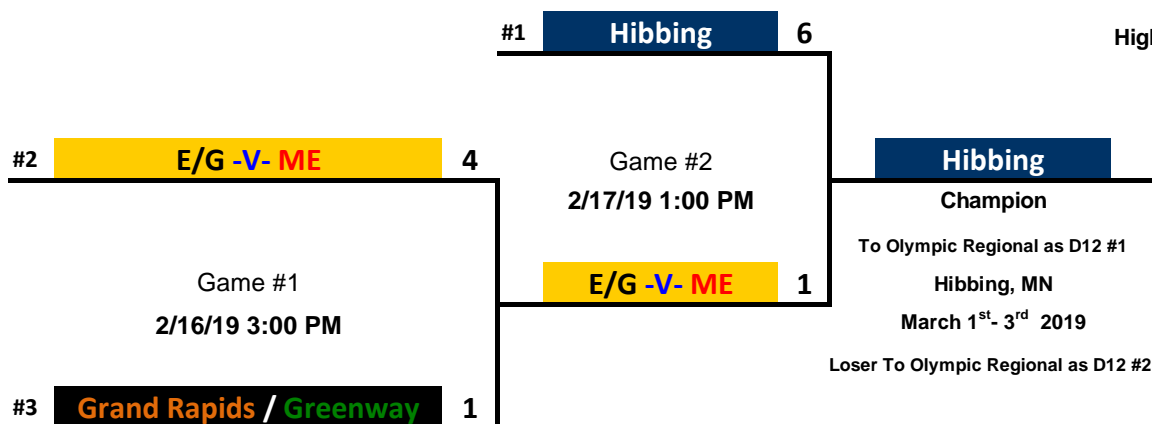 #1 Hibbing 6
High
#2 E/G -V- ME 4
Game #2
2/17/19 1:00 PM
Hibbing
Champion
To Olympic Regional as D12 #1
Hibbing, MN
March 1st- 3rd 2019
Loser To Olympic Regional as D12 #2
E/G -V- ME 1
Game #1
2/16/19 3:00 PM
#3 Grand Rapids / Greenway 1